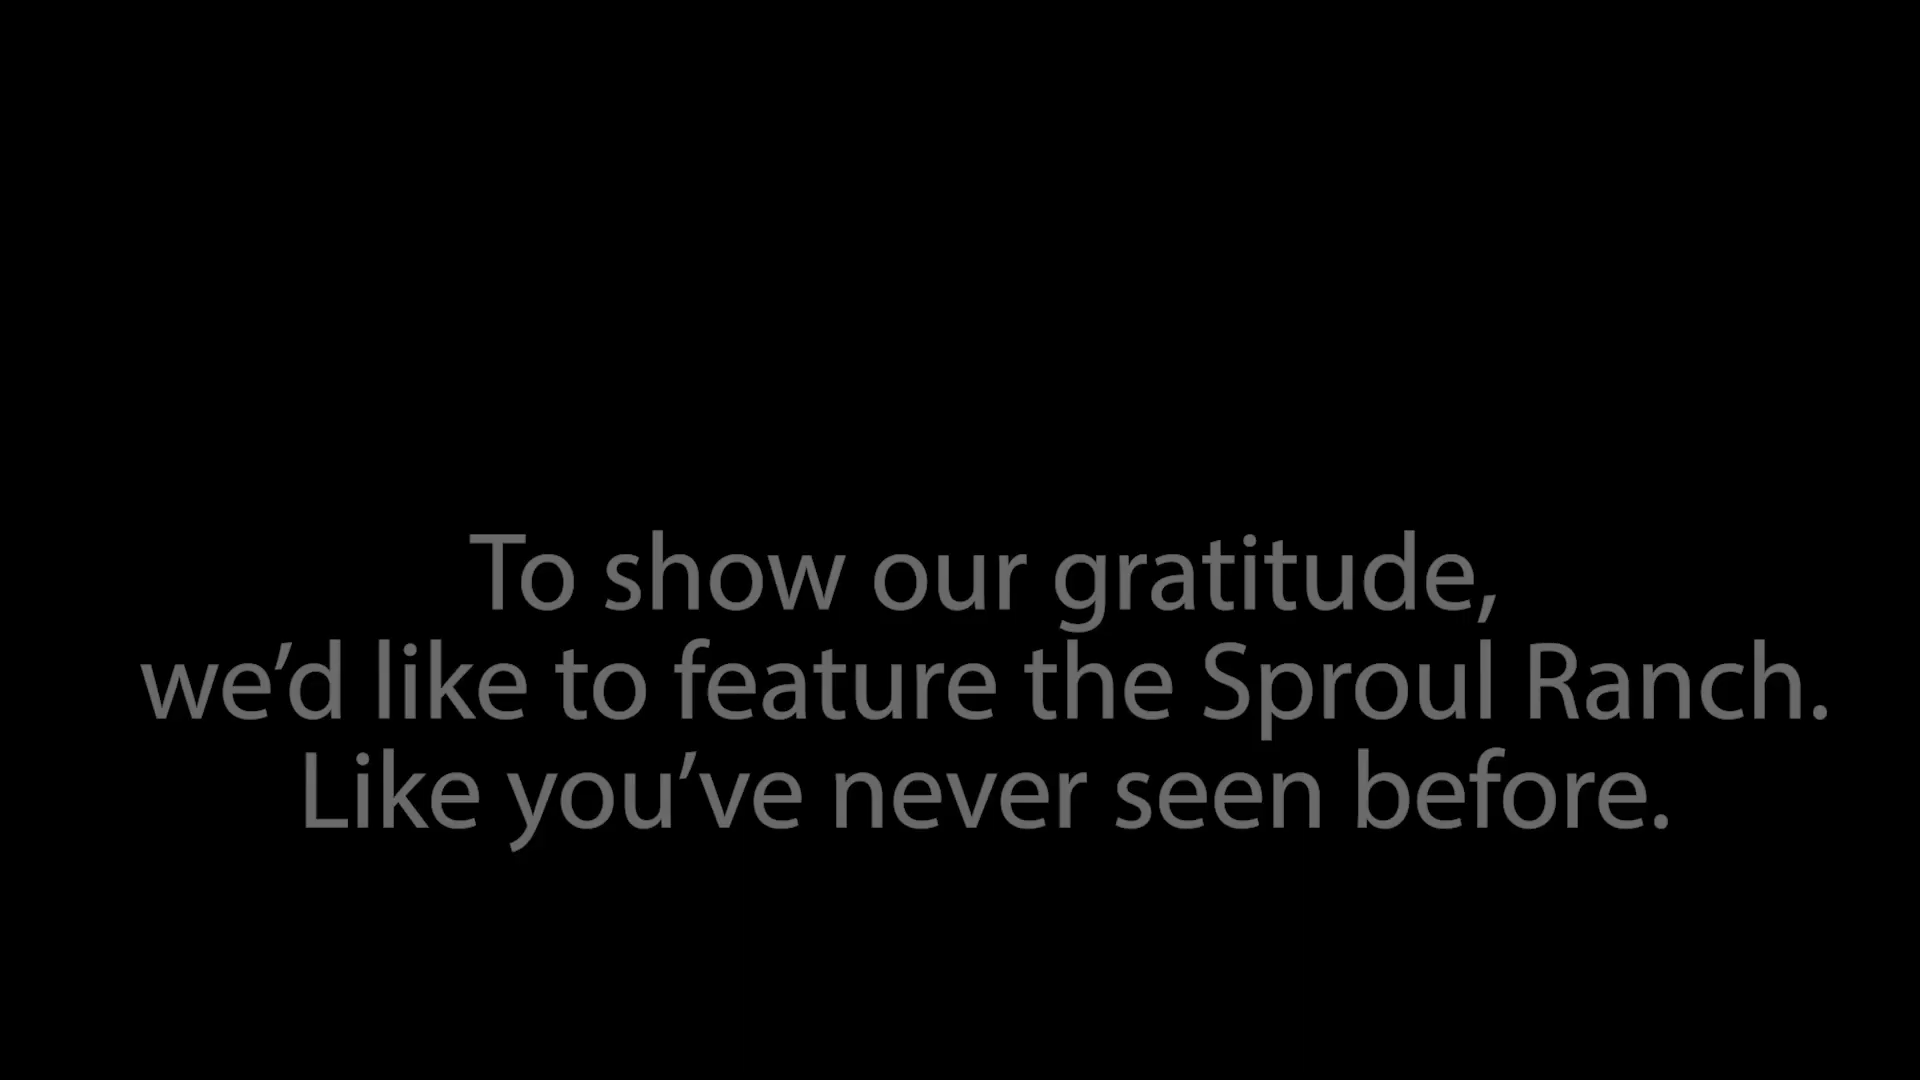 To show our gratitude,
we’d like to feature the Sproul Ranch.
Like you’ve never seen before.